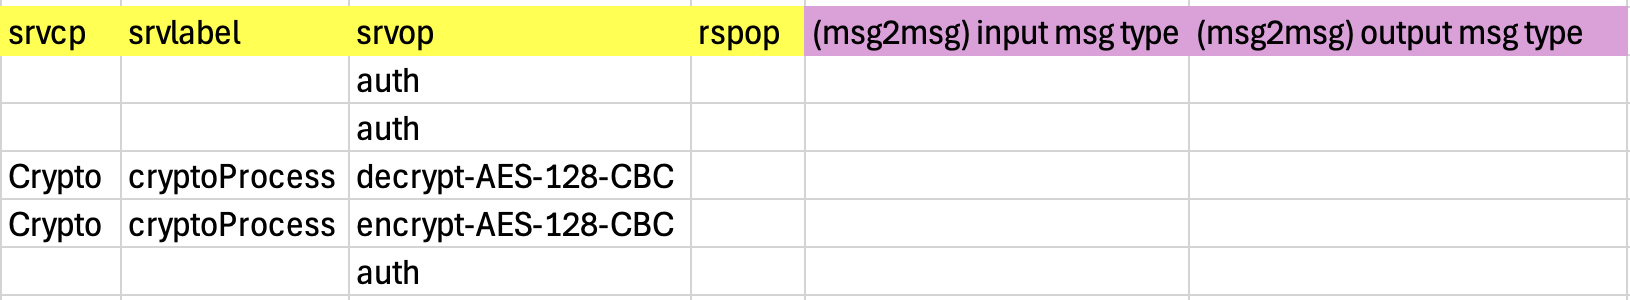 srvcp srvlabel srvop rspop (msg2msg) input msg type (msg2msg) output msg type
auth
auth
Crypto cryptoProcess decrypt-AES-128-CBC
Crypto cryptoProcess encrypt-AES-128-CBC
auth